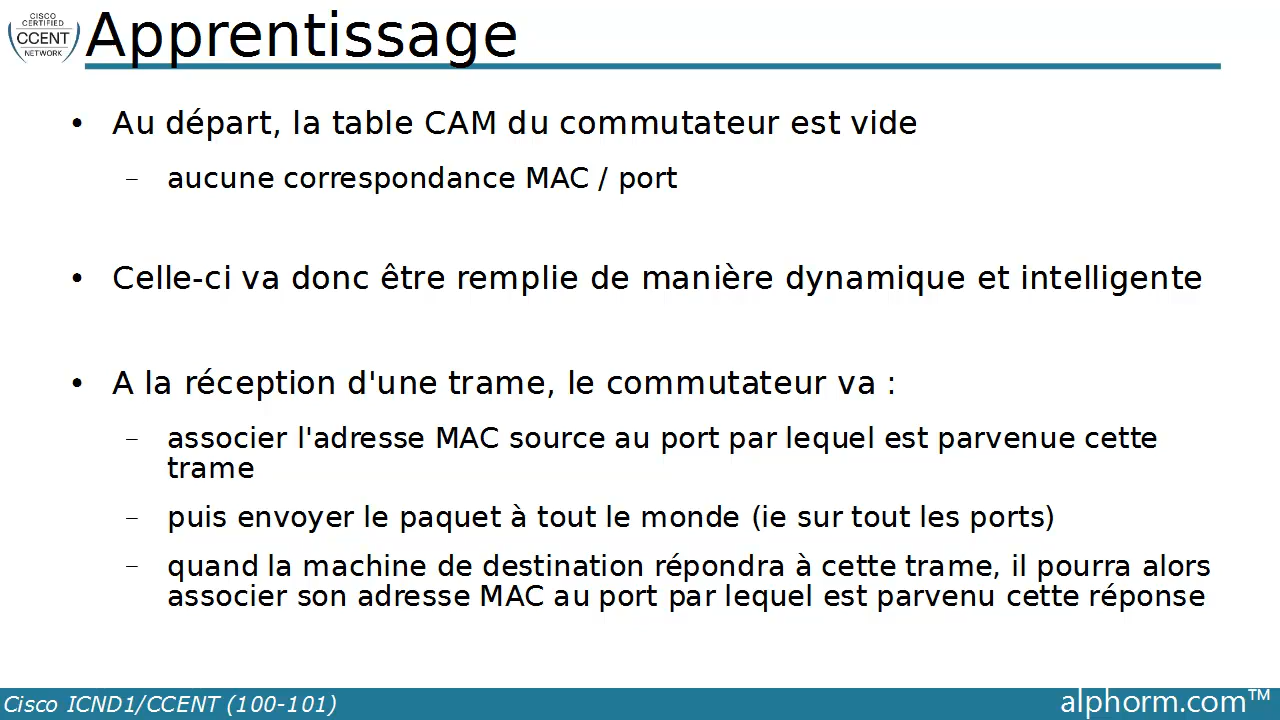 CISCO
CERTIFIED
CCENT
NETWORK
Apprentissage
• Au départ, la table CAM du commutateur est vide
– aucune correspondance MAC / port
• Celle-ci va donc être remplie de manière dynamique et intelligente
• A la réception d'une trame, le commutateur va :
– associer l'adresse MAC source au port par lequel est parvenue cette
trame
– puis envoyer le paquet à tout le monde (ie sur tout les ports)
– quand la machine de destination répondra à cette trame, il pourra alors
associer son adresse MAC au port par lequel est parvenu cette réponse
Cisco ICND1/CCENT (100-101)
alphorm.com™